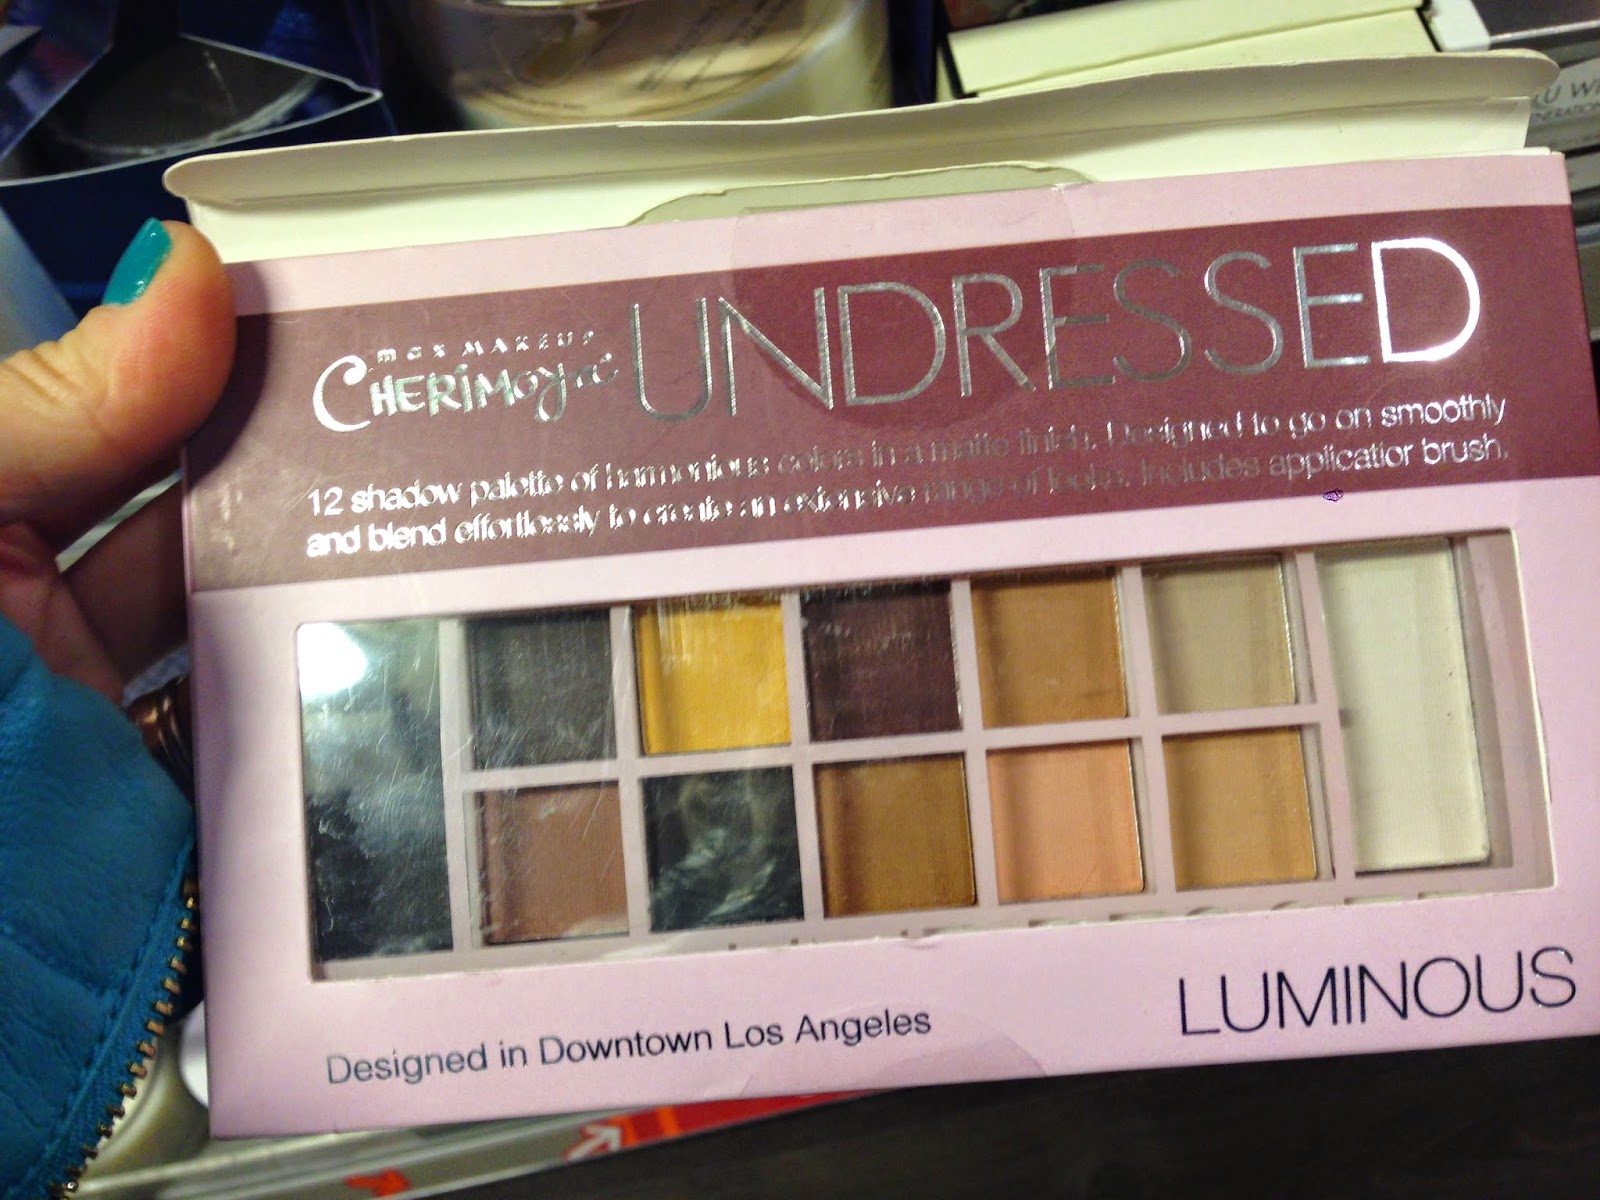 MAX MAKEUP
CHERIMoya UNDRESSED
12 shadow palette of harmonious colors in a matte finish. Designed to go on smoothly
and blend effortlessly to create an extensive range of looks. Includes application brush.
Designed in Downtown Los Angeles
LUMINOUS